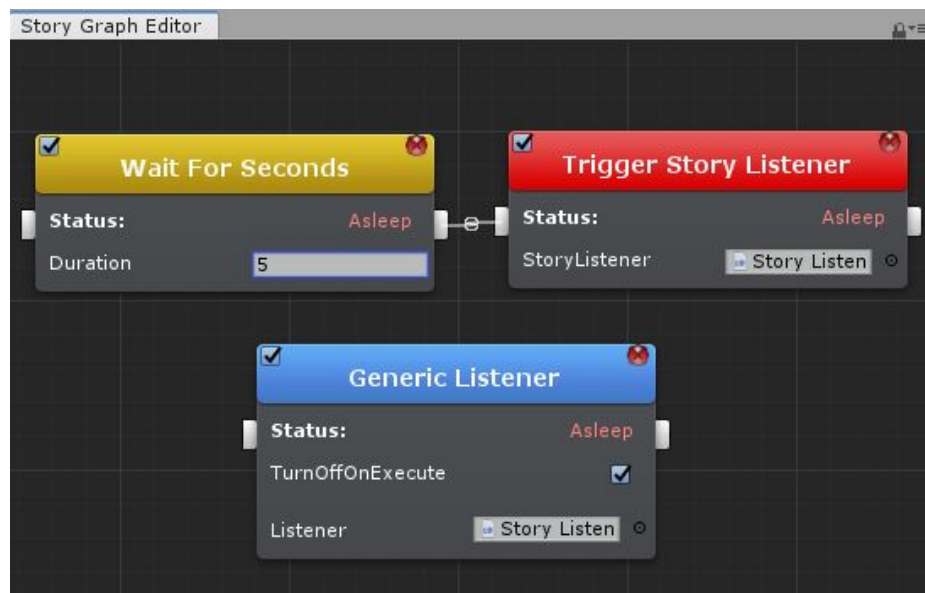 Story Graph Editor
Wait For Seconds
Status: Asleep
Duration 5
Trigger Story Listener
Status: Asleep
StoryListener Story Listen
Generic Listener
Status: Asleep
TurnOffOnExecute
Listener Story Listen